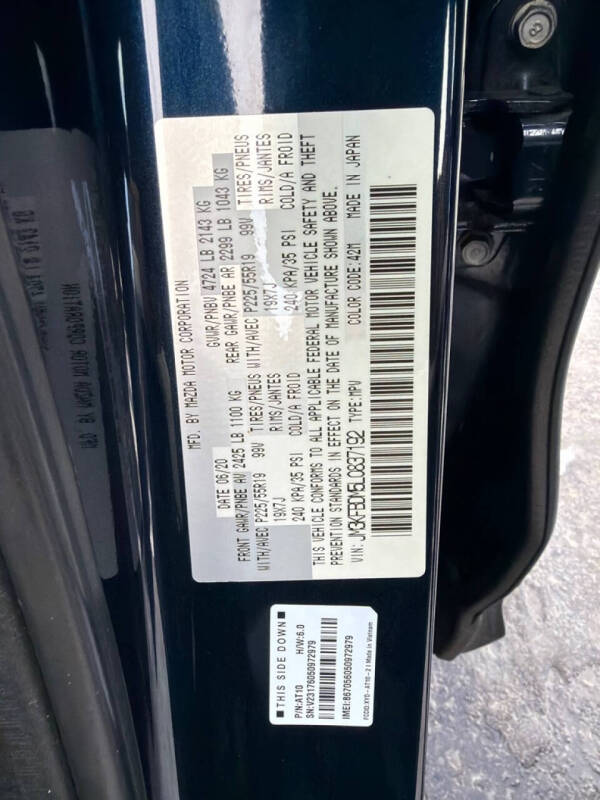 MFD. BY MAZDA MOTOR CORPORATION
DATE 06/20 GVWR/PNBV 4724 LB 2143 KG
FRONT GAWR/PNBE AV 2425 LB 1100 KG REAR GAWR/PNBE AR 2299 LB 1043 KG
WITH/AVEC P225/55R19 99V TIRES/PNEUS WITH/AVEC P225/55R19 99V TIRES/PNEUS
19X7J RIMS/JANTES 19X7J RIMS/JANTES
240 KPA/35 PSI COLD/A FROID 240 KPA/35 PSI COLD/A FROID
THIS VEHICLE CONFORMS TO ALL APPLICABLE FEDERAL MOTOR VEHICLE SAFETY AND THEFT
PREVENTION STANDARDS IN EFFECT ON THE DATE OF MANUFACTURE SHOWN ABOVE.
COLOR CODE:42M MADE IN JAPAN
VIN: JM3KFBDM5L0837192 TYPE:MPV
THIS SIDE DOWN
P/N:AT10 H/W:6.0
SN:V23176050972979
IMEI:867056050972979
FCCID:XYO-AT10-2 | Made in Vietnam